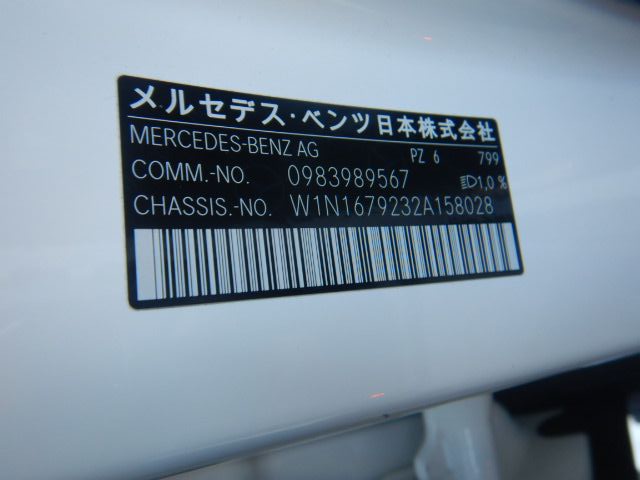 メルセデス・ベンツ日本株式会社
MERCEDES-BENZ AG PZ 6 799
COMM.-NO. 0983989567 1,0 %
CHASSIS.-NO. W1N1679232A158028